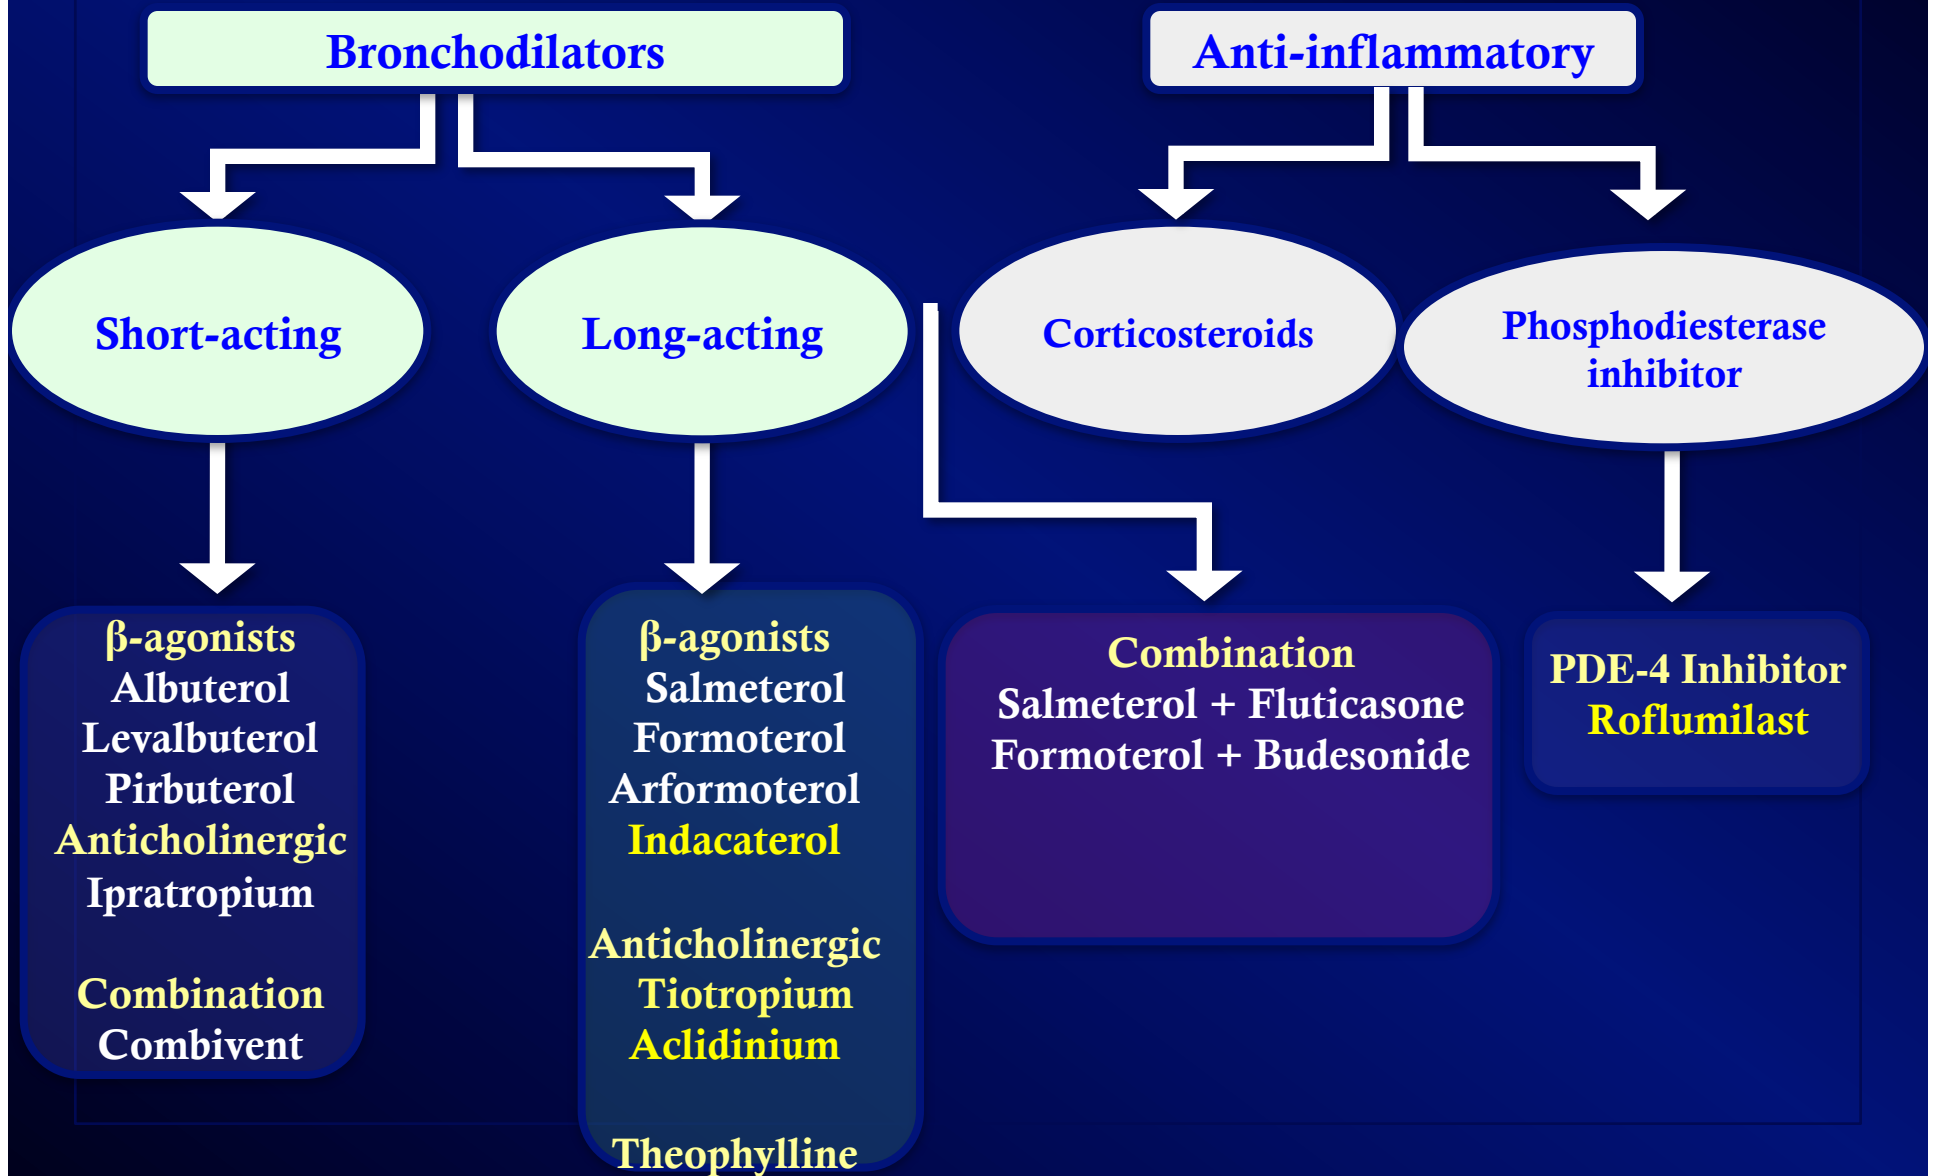 Bronchodilators
Anti-inflammatory
Short-acting
Long-acting
Corticosteroids
Phosphodiesterase
inhibitor
β-agonists
Albuterol
Levalbuterol
Pirbuterol
Anticholinergic
Ipratropium
Combination
Combivent
β-agonists
Salmeterol
Formoterol
Arformoterol
Indacaterol
Anticholinergic
Tiotropium
Aclidinium
Theophylline
Combination
Salmeterol + Fluticasone
Formoterol + Budesonide
PDE-4 Inhibitor
Roflumilast